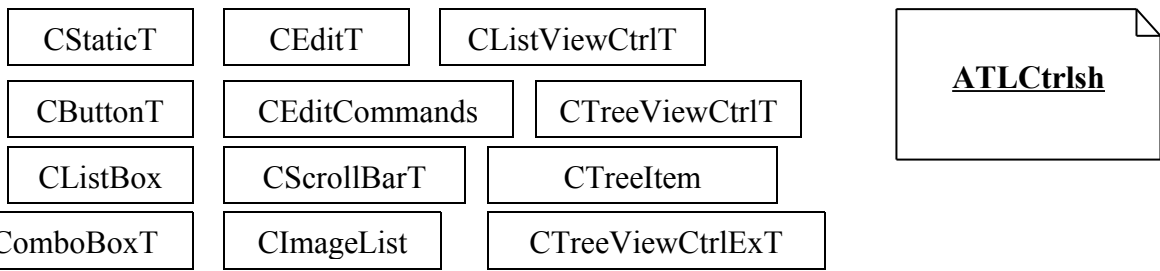 CStaticT CEditT CListViewCtrlT
ATLCtrlsh
CButtonT CEditCommands CTreeViewCtrlT
CListBox CScrollBarT CTreeItem
ComboBoxT CImageList CTreeViewCtrlExT